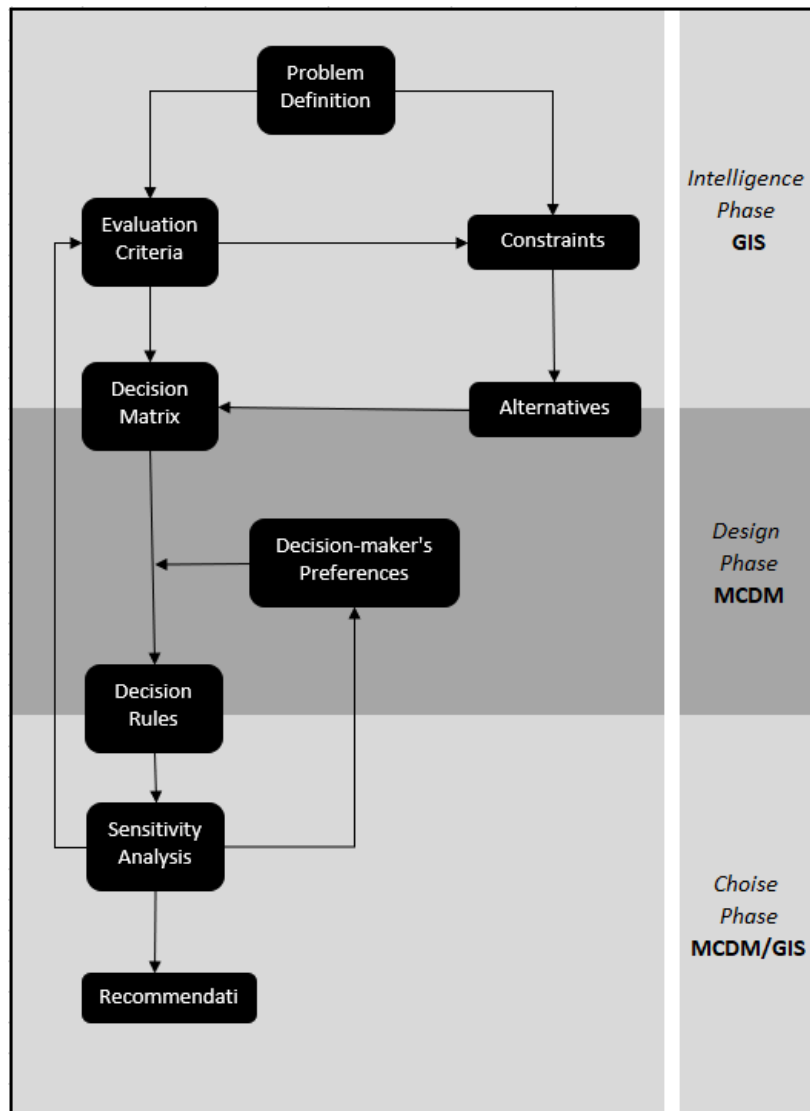 Problem
Definition
Evaluation
Criteria
Constraints
Intelligence
Phase
GIS
Decision
Matrix
Alternatives
Decision-maker's
Preferences
Design
Phase
MCDM
Decision
Rules
Sensitivity
Analysis
Choise
Phase
MCDM/GIS
Recommendati